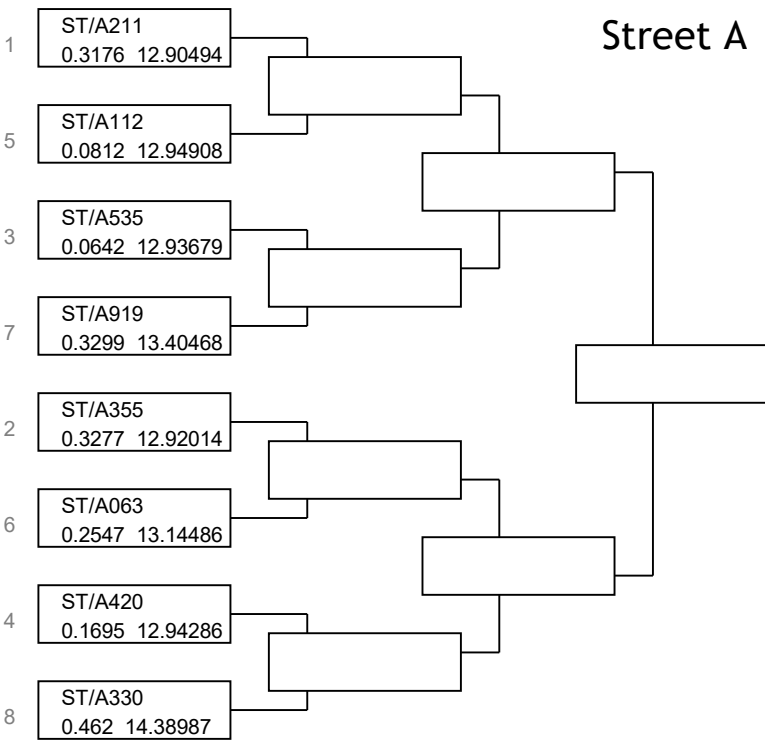 Street A
1
ST/A211
0.3176 12.90494
5
ST/A112
0.0812 12.94908
3
ST/A535
0.0642 12.93679
7
ST/A919
0.3299 13.40468
2
ST/A355
0.3277 12.92014
6
ST/A063
0.2547 13.14486
4
ST/A420
0.1695 12.94286
8
ST/A330
0.462 14.38987